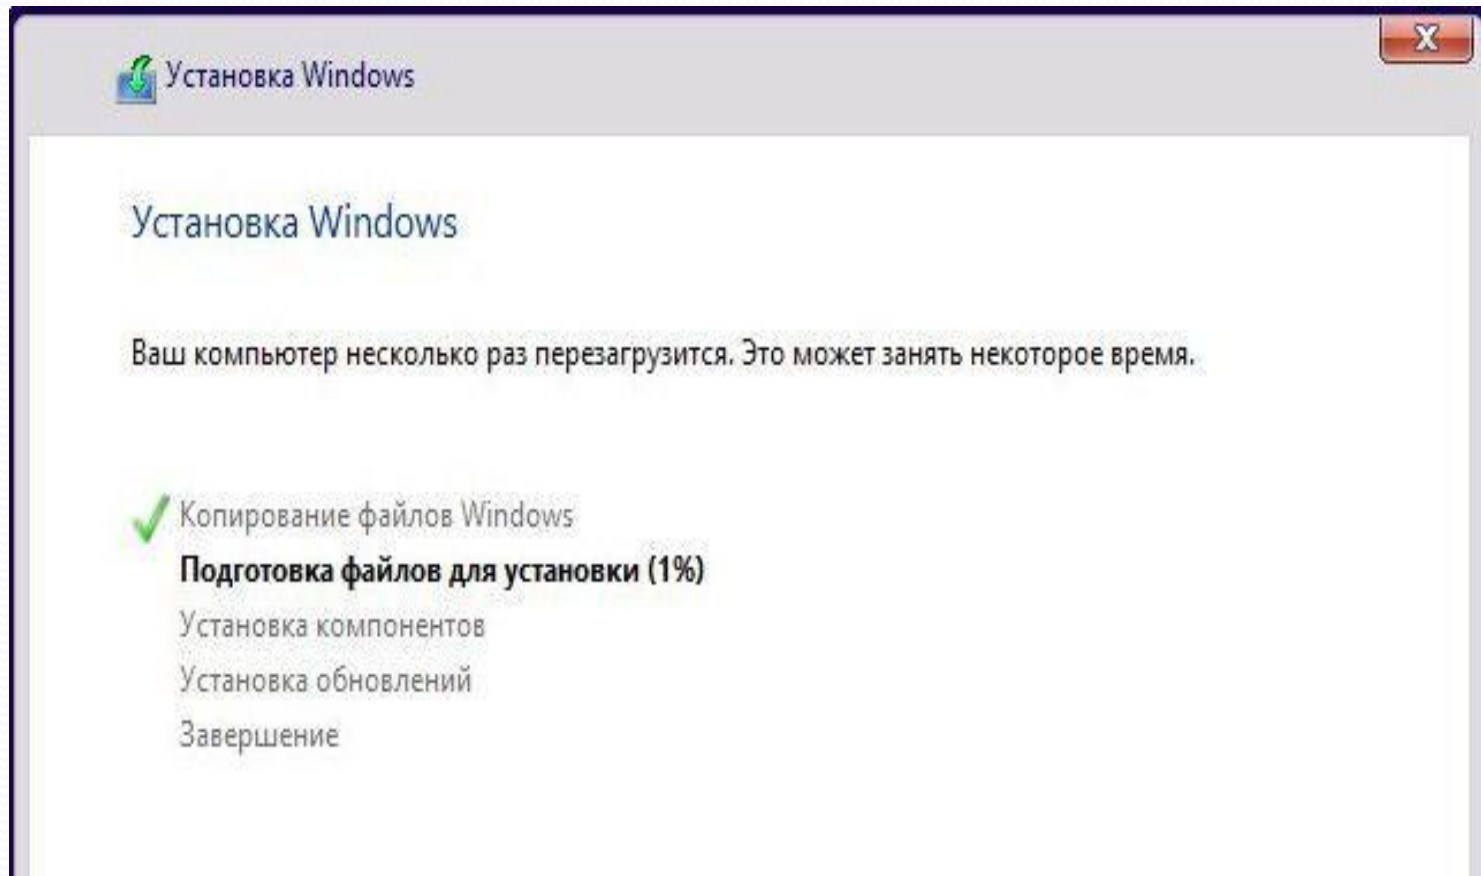 Установка Windows
Установка Windows
Ваш компьютер несколько раз перезагрузится. Это может занять некоторое время.
Копирование файлов Windows
Подготовка файлов для установки (1%)
Установка компонентов
Установка обновлений
Завершение